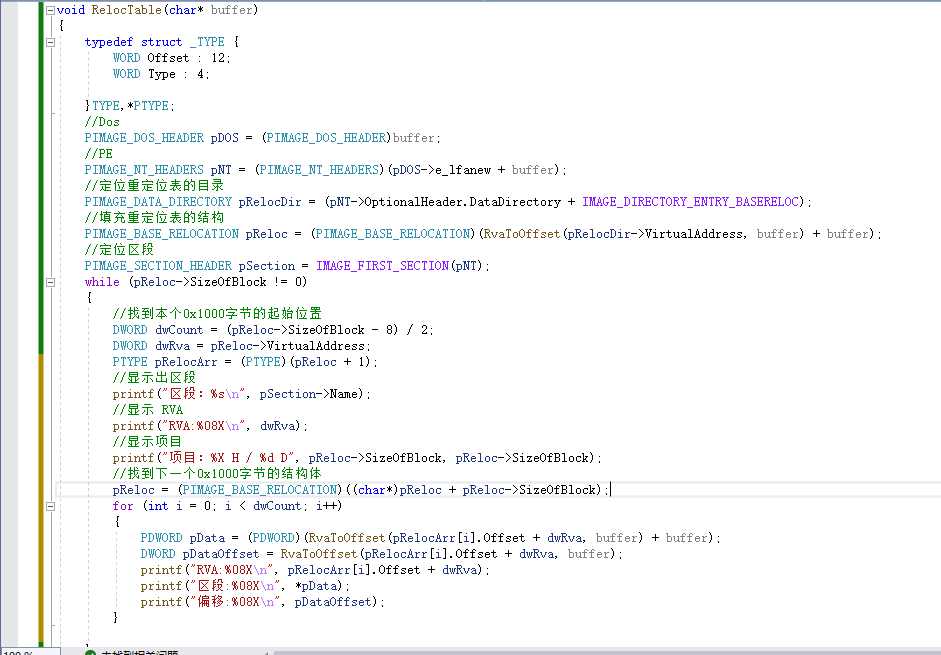 void RelocTable(char* buffer)
{
typedef struct _TYPE {
WORD Offset : 12;
WORD Type : 4;
}TYPE,*PTYPE;
//Dos
PIMAGE_DOS_HEADER pDOS = (PIMAGE_DOS_HEADER)buffer;
//PE
PIMAGE_NT_HEADERS pNT = (PIMAGE_NT_HEADERS)(pDOS->e_lfanew + buffer);
//定位重定位表的目录
PIMAGE_DATA_DIRECTORY pRelocDir = (pNT->OptionalHeader.DataDirectory + IMAGE_DIRECTORY_ENTRY_BASERELOC);
//填充重定位表的结构
PIMAGE_BASE_RELOCATION pReloc = (PIMAGE_BASE_RELOCATION)(RvaToOffset(pRelocDir->VirtualAddress, buffer) + buffer);
//定位区段
PIMAGE_SECTION_HEADER pSection = IMAGE_FIRST_SECTION(pNT);
while (pReloc->SizeOfBlock != 0)
{
//找到本个0x1000字节的起始位置
DWORD dwCount = (pReloc->SizeOfBlock - 8) / 2;
DWORD dwRva = pReloc->VirtualAddress;
PTYPE pRelocArr = (PTYPE)(pReloc + 1);
//显示出区段
printf("区段: %s\n", pSection->Name);
//显示 RVA
printf("RVA:%08X\n", dwRva);
//显示项目
printf("项目: %X H / %d D", pReloc->SizeOfBlock, pReloc->SizeOfBlock);
//找到下一个0x1000字节的结构体
pReloc = (PIMAGE_BASE_RELOCATION)((char*)pReloc + pReloc->SizeOfBlock);
for (int i = 0; i < dwCount; i++)
{
PDWORD pData = (PDWORD)(RvaToOffset(pRelocArr[i].Offset + dwRva, buffer) + buffer);
DWORD pDataOffset = RvaToOffset(pRelocArr[i].Offset + dwRva, buffer);
printf("RVA:%08X\n", pRelocArr[i].Offset + dwRva);
printf("区段:%08X\n", *pData);
printf("偏移:%08X\n", pDataOffset);
}